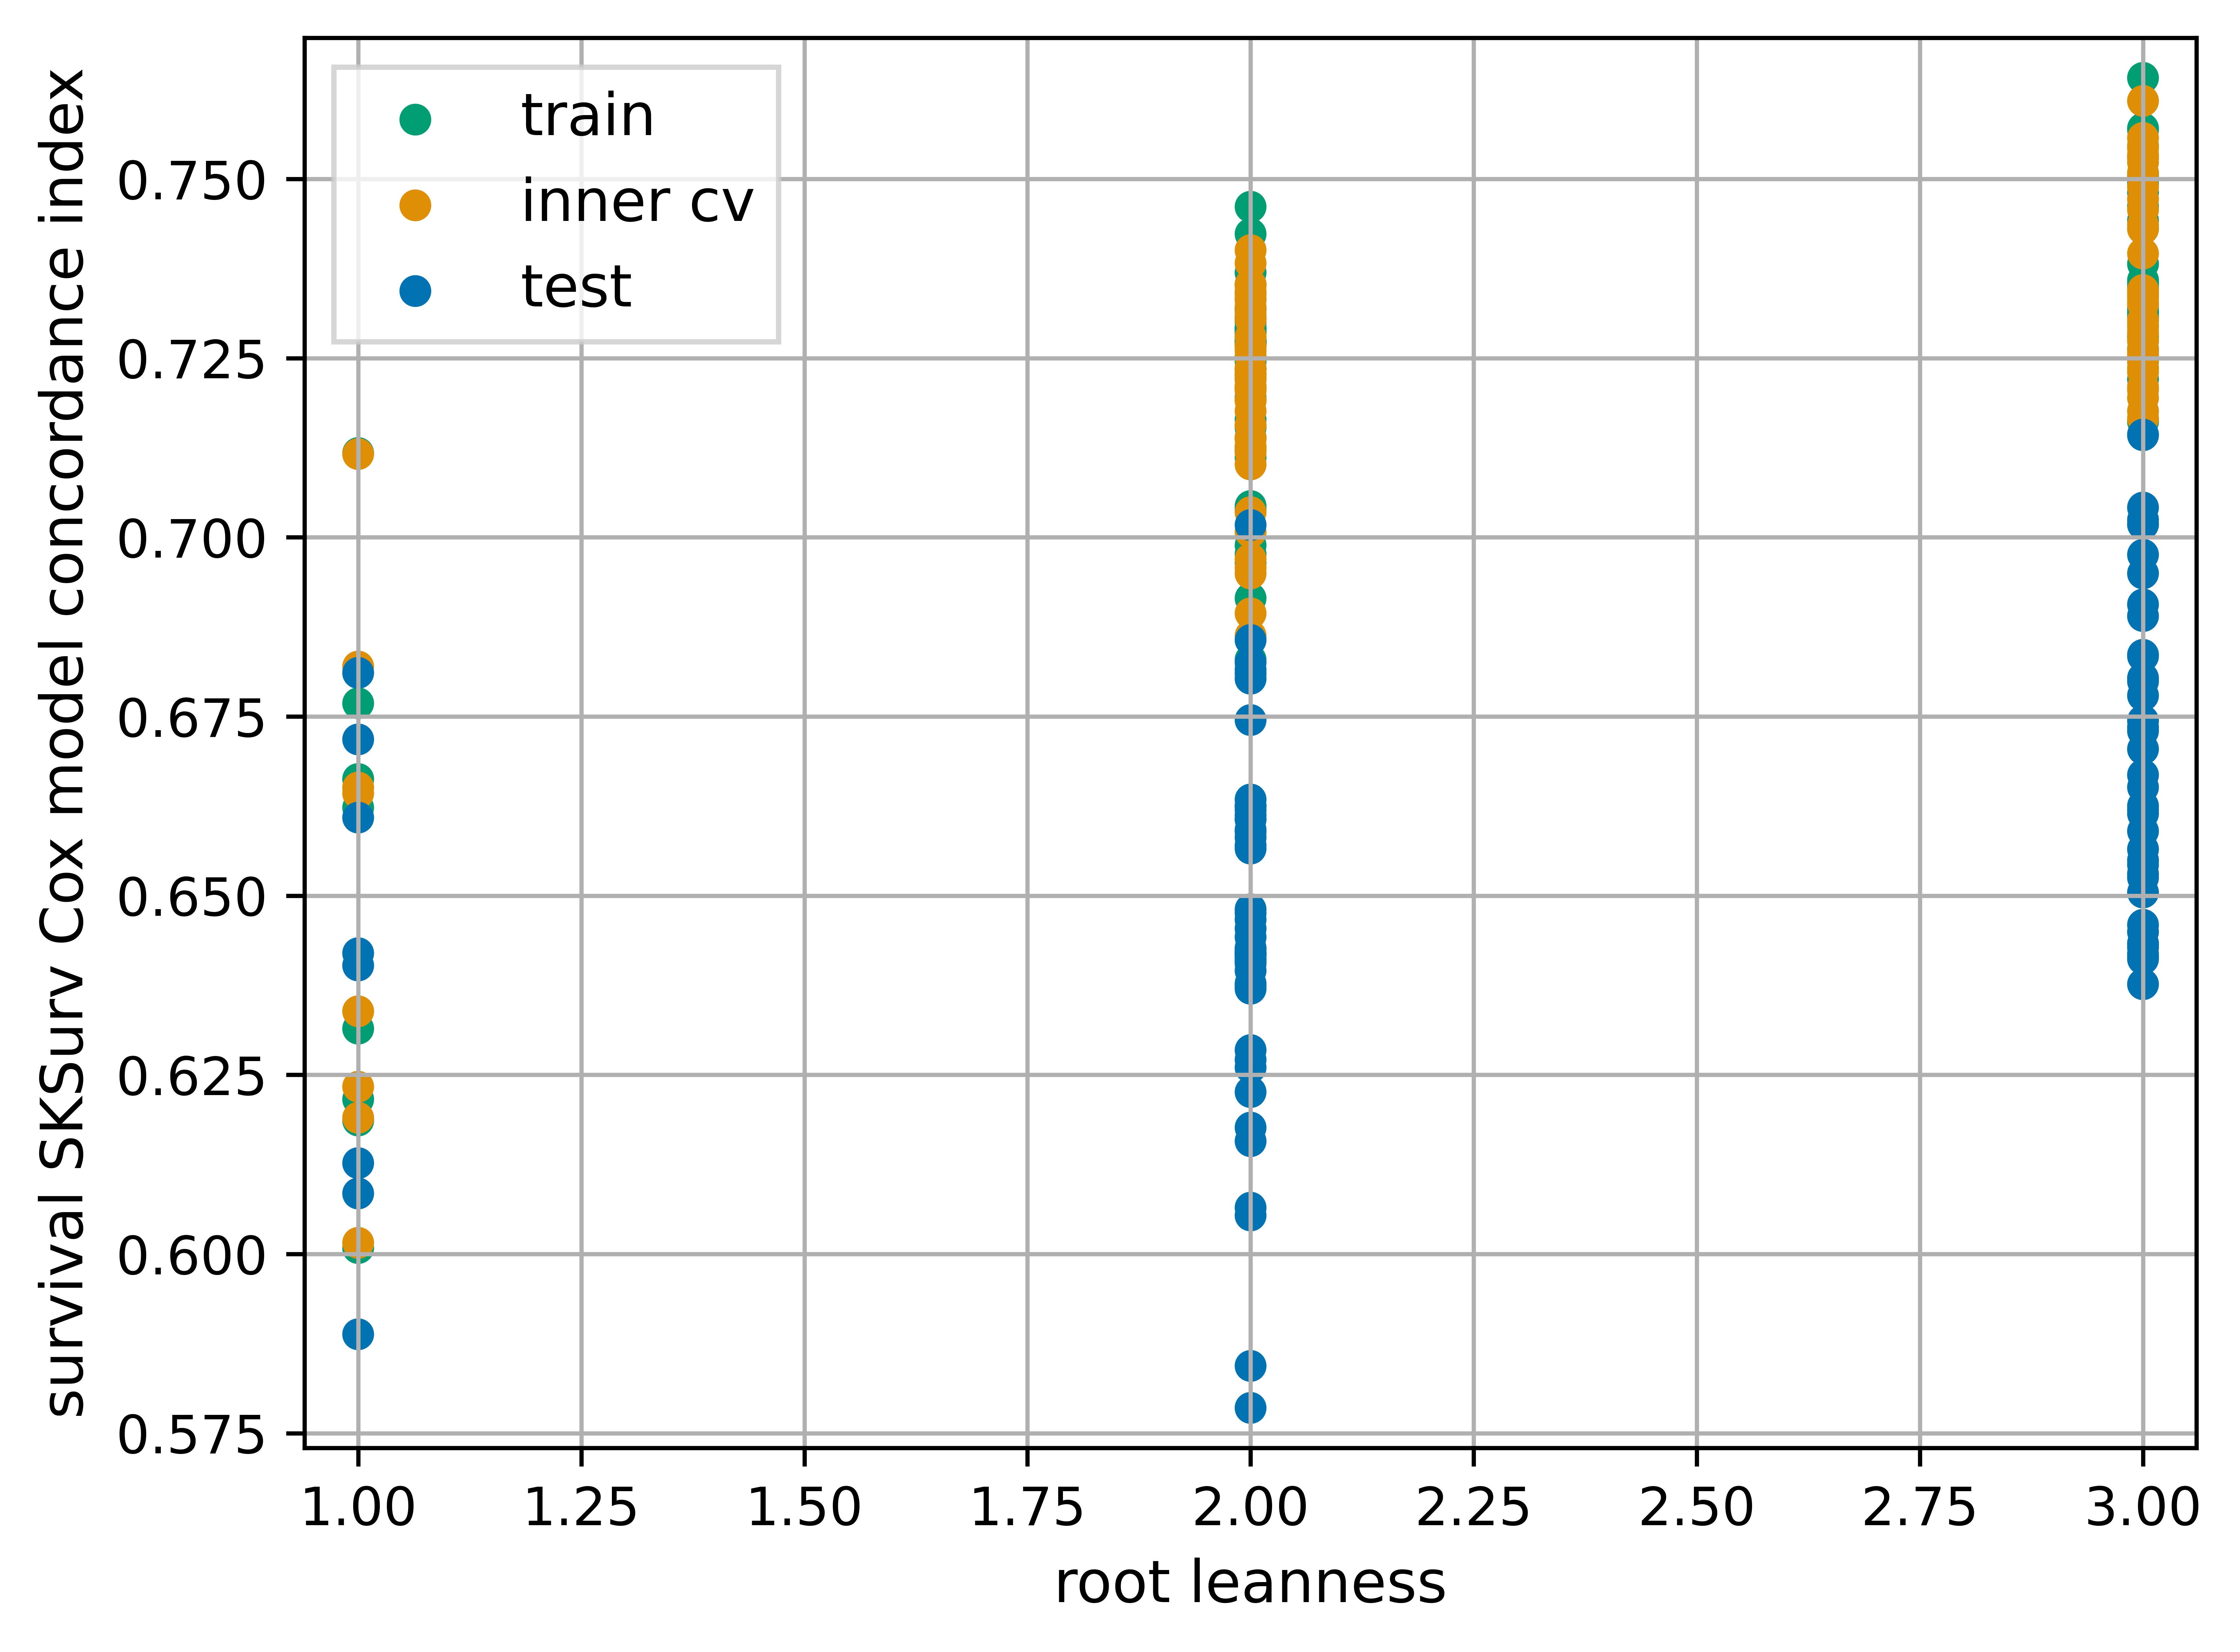 survival SKSurv Cox model concordance index
train
inner cv
test
0.750
0.725
0.700
0.675
0.650
0.625
0.600
0.575
1.00 1.25 1.50 1.75 2.00 2.25 2.50 2.75 3.00
root leanness